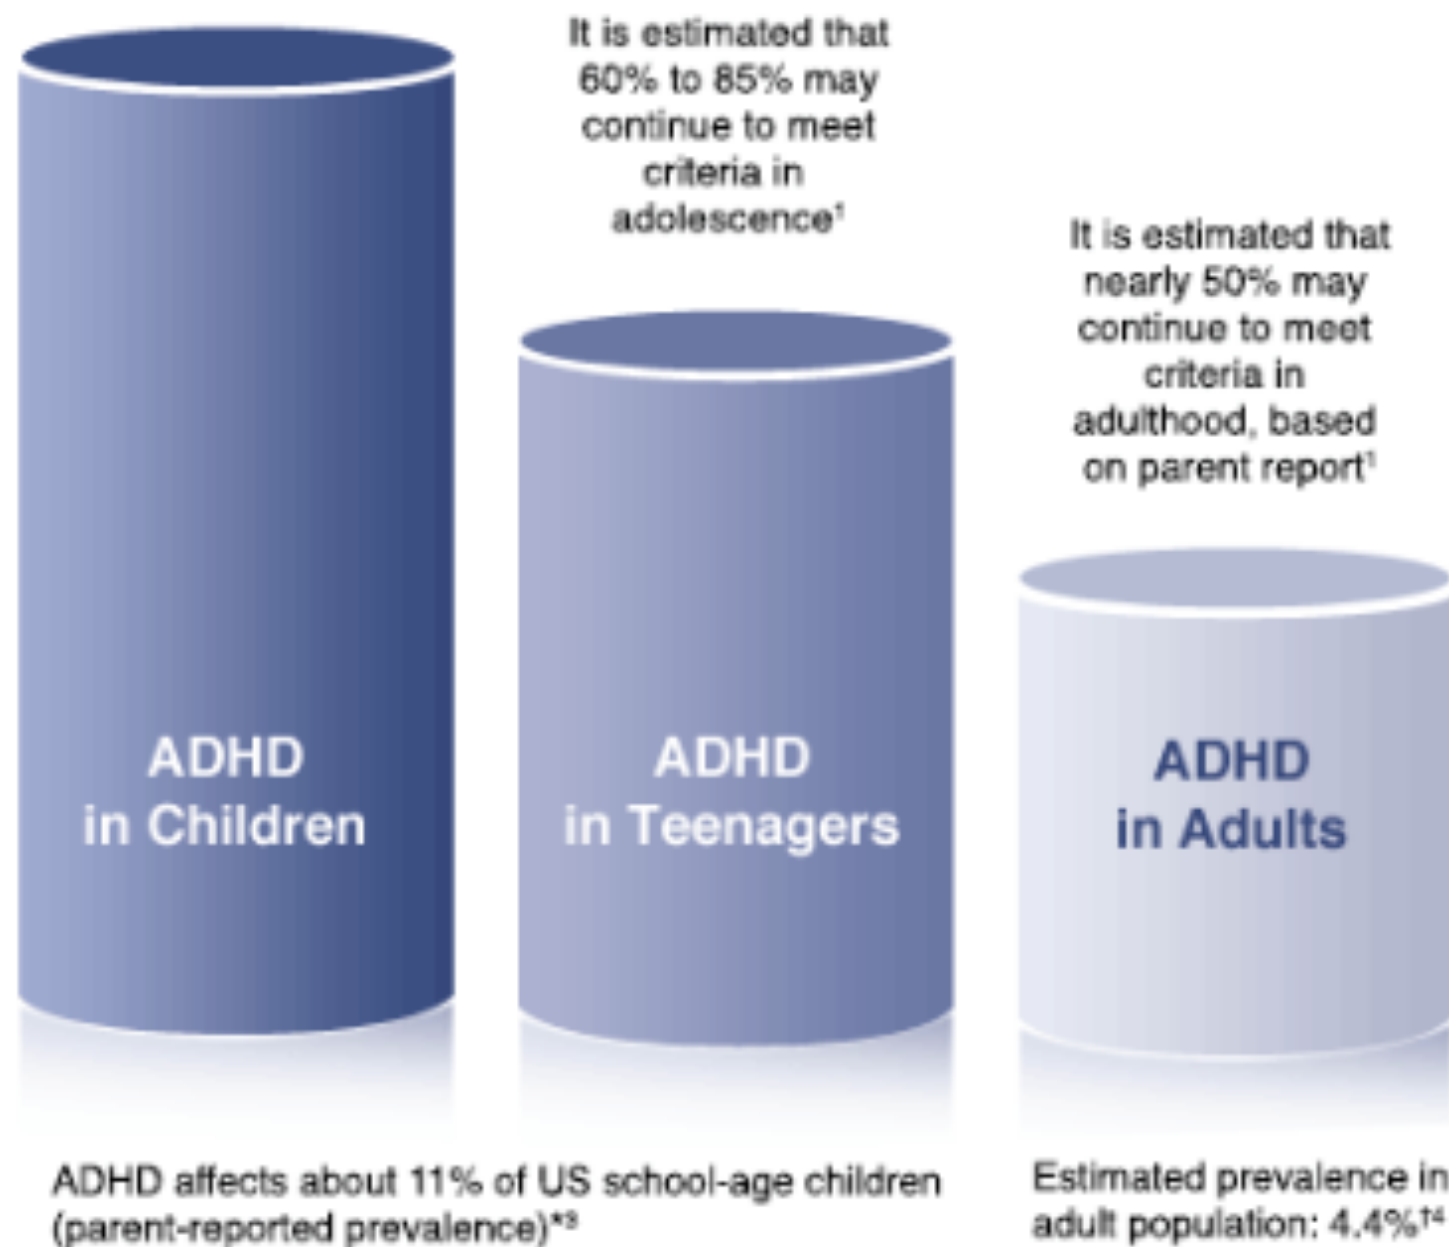 It is estimated that
60% to 85% may
continue to meet
criteria in
adolescence¹
It is estimated that
nearly 50% may
continue to meet
criteria in
adulthood, based
on parent report¹
ADHD
in Children
ADHD
in Teenagers
ADHD
in Adults
ADHD affects about 11% of US school-age children
(parent-reported prevalence)*³
Estimated prevalence in
adult population: 4.4%†⁴